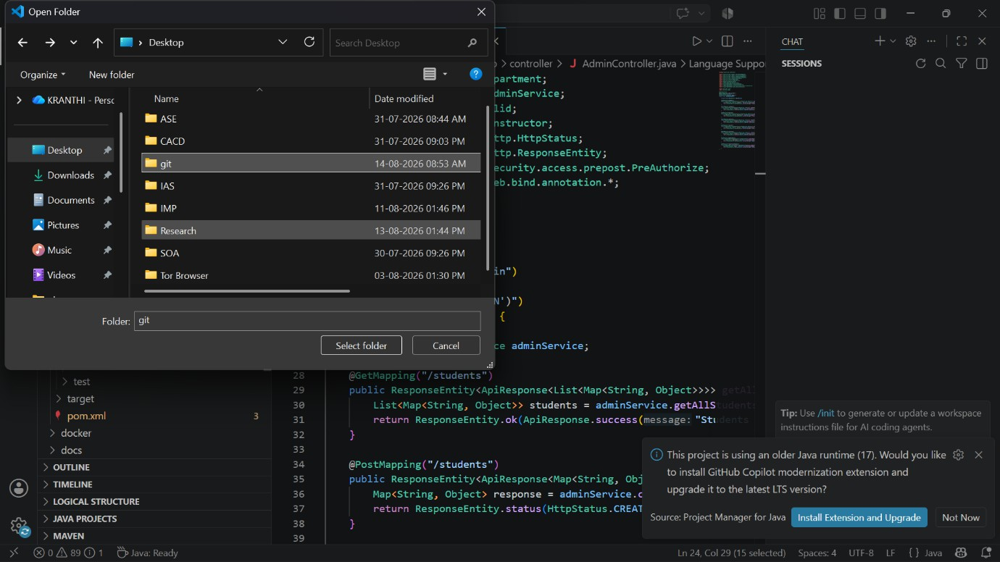 Open Folder
Desktop
Search Desktop
Organize
New folder
KRANTHI - Persc
Desktop
Downloads
Documents
Pictures
Music
Videos
Name Date modified
ASE 31-07-2026 08:44 AM
CACD 31-07-2026 09:03 PM
git 14-08-2026 08:53 AM
IAS 31-07-2026 09:26 PM
IMP 11-08-2026 01:46 PM
Research 13-08-2026 01:44 PM
SOA 30-07-2026 09:26 PM
Tor Browser 03-08-2026 01:30 PM
Folder: git
Select folder Cancel
test
target
pom.xml 3
docker
docs
OUTLINE
TIMELINE
LOGICAL STRUCTURE
JAVA PROJECTS
MAVEN
> controller > J AdminController.java > Language Suppo
partment;
dminService;
lid;
nstructor;
ttp.HttpStatus;
ttp.ResponseEntity;
ecurity.access.prepost.PreAuthorize;
eb.bind.annotation.*;
in")
N')")
{
ce adminService;
28 @GetMapping("/students")
29 public ResponseEntity<ApiResponse<List<Map<String, Object>>>> getAl
30 List<Map<String, Object>> students = adminService.getAllStudents
31 return ResponseEntity.ok(ApiResponse.success(message: "Students
32 }
33
34 @PostMapping("/students")
35 public ResponseEntity<ApiResponse<Map<String, Obj
36 Map<String, Object> response = adminService.c
37 return ResponseEntity.status(HttpStatus.CREAT
38 }
39
CHAT
SESSIONS
Tip: Use /init to generate or update a workspace
instructions file for AI coding agents.
This project is using an older Java runtime (17). Would you like
to install GitHub Copilot modernization extension and
upgrade it to the latest LTS version?
Source: Project Manager for Java
Install Extension and Upgrade
Not Now
0 89 1 Java: Ready
Ln 24, Col 29 (15 selected) Spaces: 4 UTF-8 LF {} Java